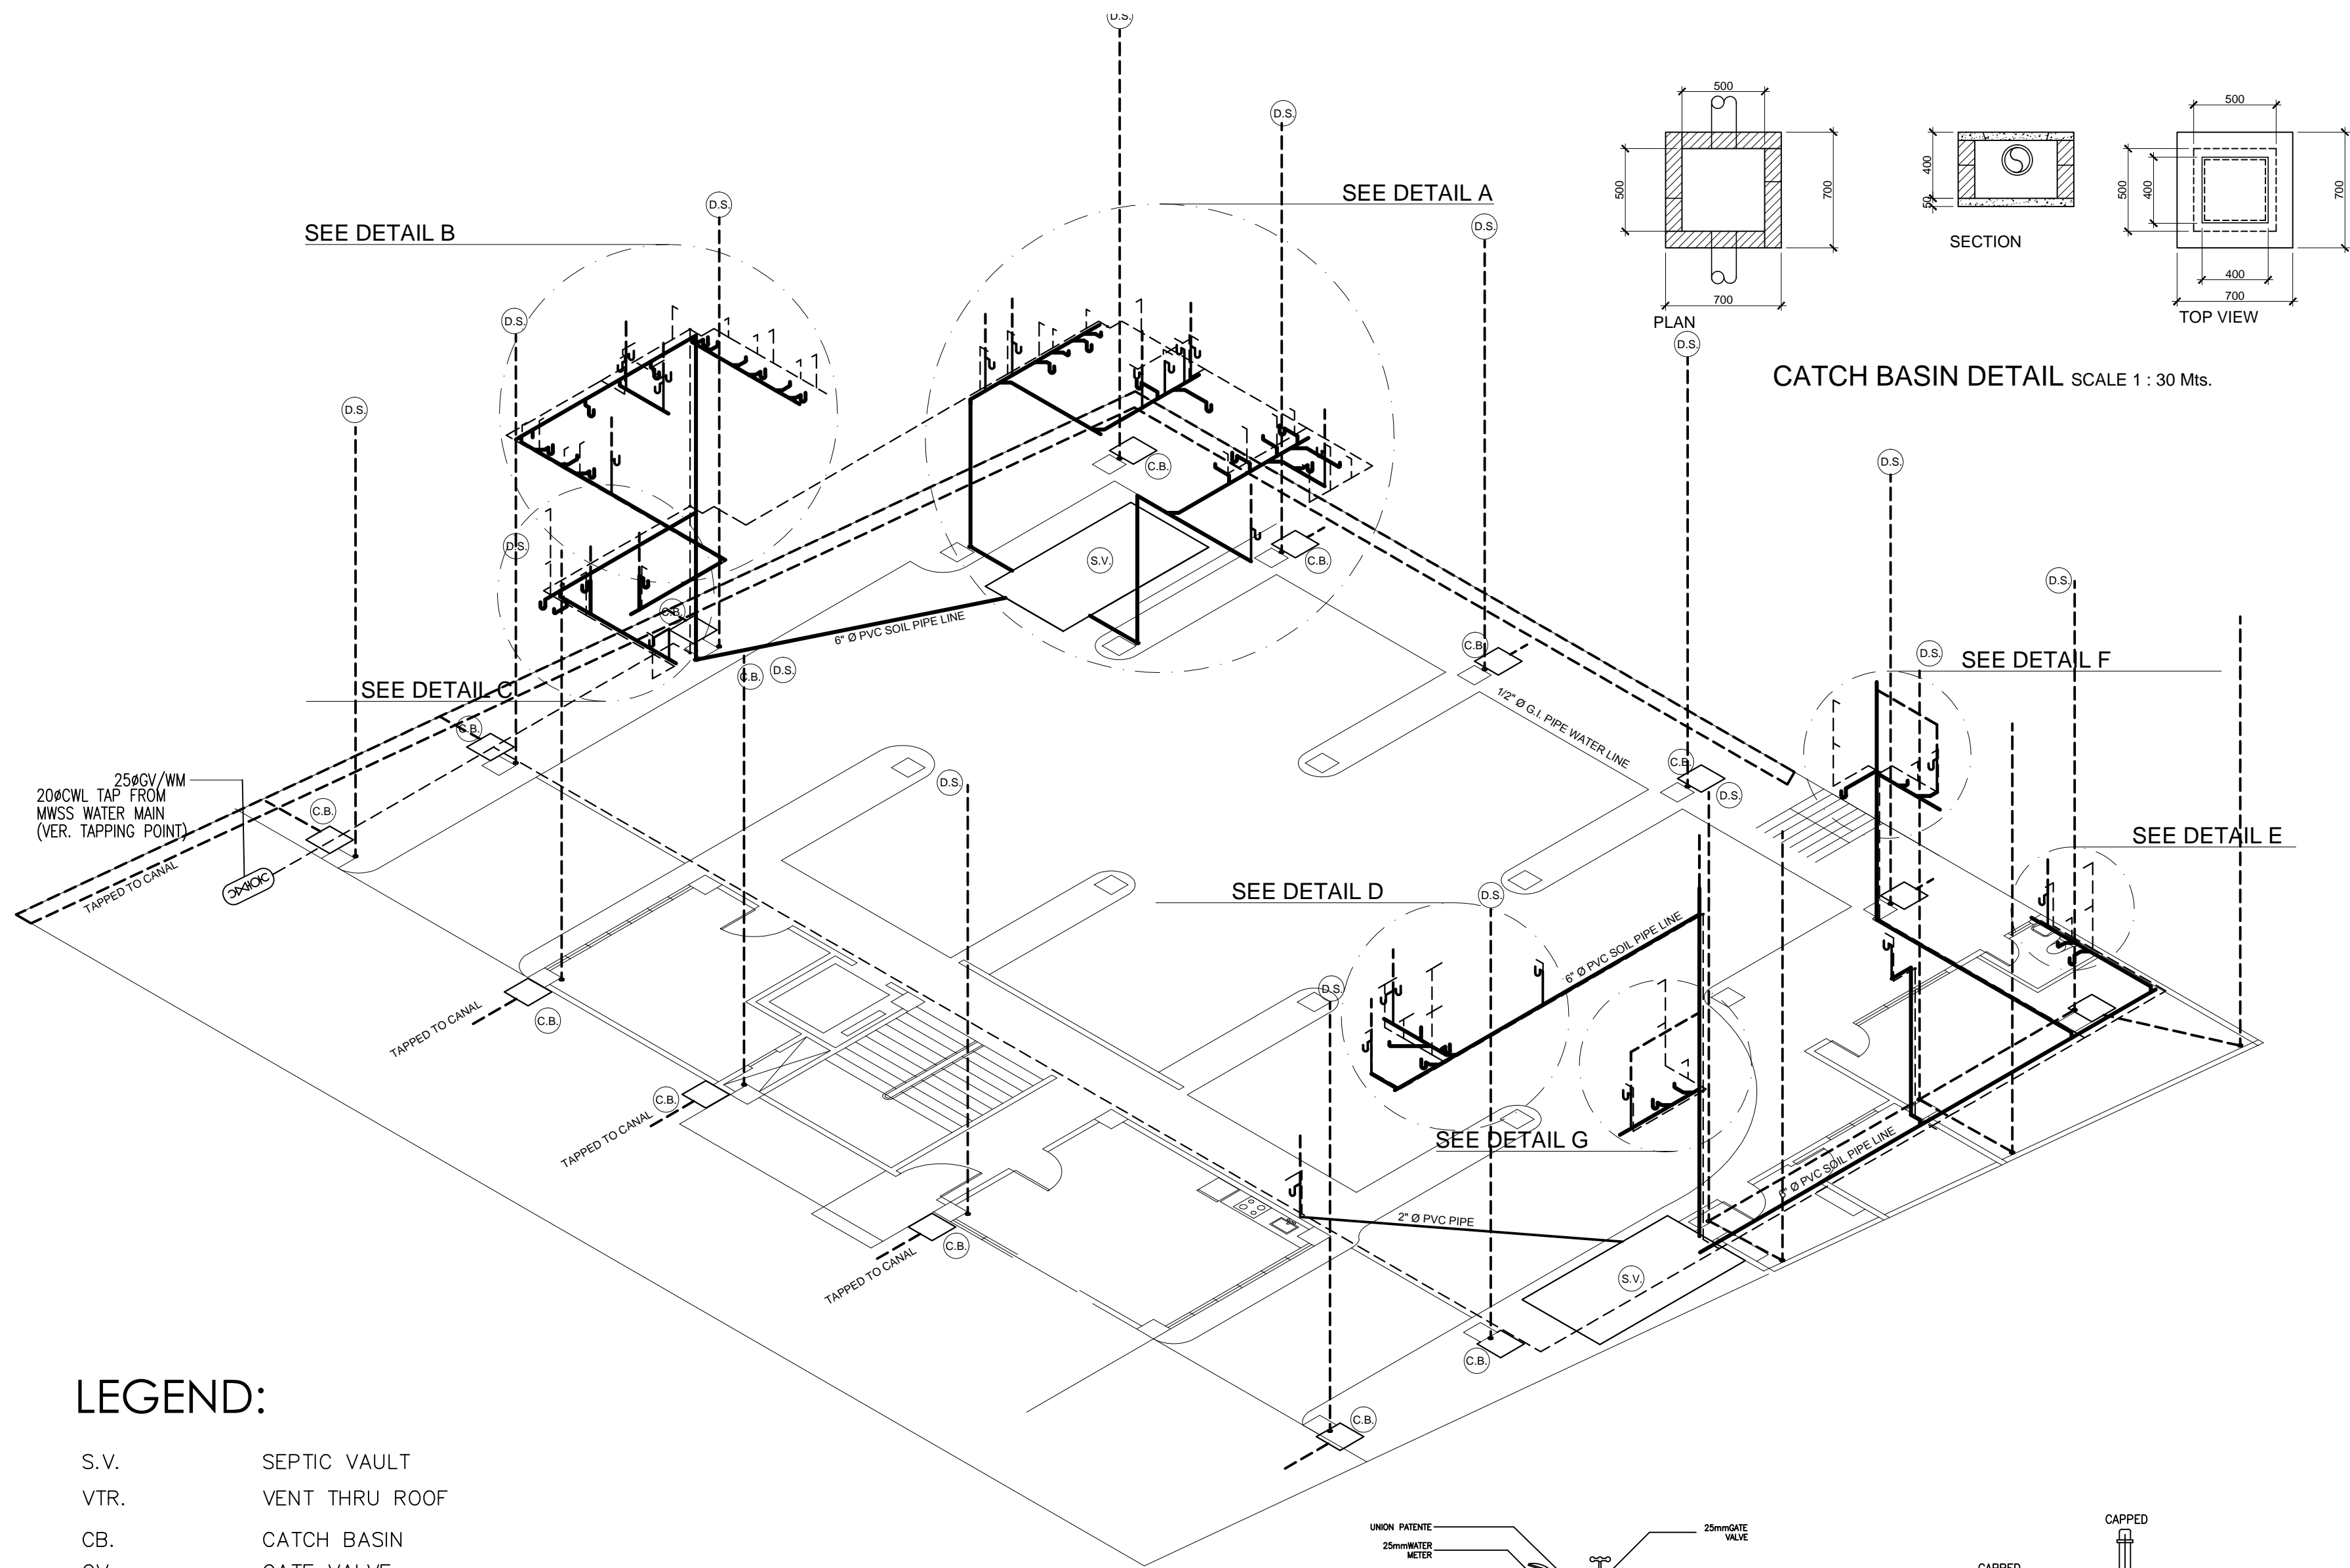 D.S.
D.S.
500
500
700
700
PLAN
400
50
SECTION
500
500
400
700
400
700
TOP VIEW
CATCH BASIN DETAIL SCALE 1 : 30 Mts.
SEE DETAIL A
SEE DETAIL B
D.S.
D.S.
D.S.
D.S.
D.S.
D.S.
C.B.
D.S.
S.V.
C.B.
D.S.
C.B.
6" Ø PVC SOIL PIPE LINE
C.B.
D.S.
C.B.
D.S.
SEE DETAIL F
SEE DETAIL C
1/2" Ø G.I. PIPE WATER LINE
C.B.
C.B.
D.S.
D.S.
25øGV/WM
20øCWL TAP FROM
MWSS WATER MAIN
(VER. TAPPING POINT)
C.B.
TAPPED TO CANAL
SEE DETAIL E
SEE DETAIL D
D.S.
6" Ø PVC SOIL PIPE LINE
D.S.
C.B.
TAPPED TO CANAL
C.B.
TAPPED TO CANAL
SEE DETAIL G
6" Ø PVC SOIL PIPE LINE
2" Ø PVC PIPE
C.B.
TAPPED TO CANAL
S.V.
C.B.
C.B.
LEGEND:
S.V. SEPTIC VAULT
VTR. VENT THRU ROOF
CB. CATCH BASIN
GV. GATE VALVE
UNION PATENTE
25mmWATER
METER
25mmGATE
VALVE
CAPPED
CAPPED